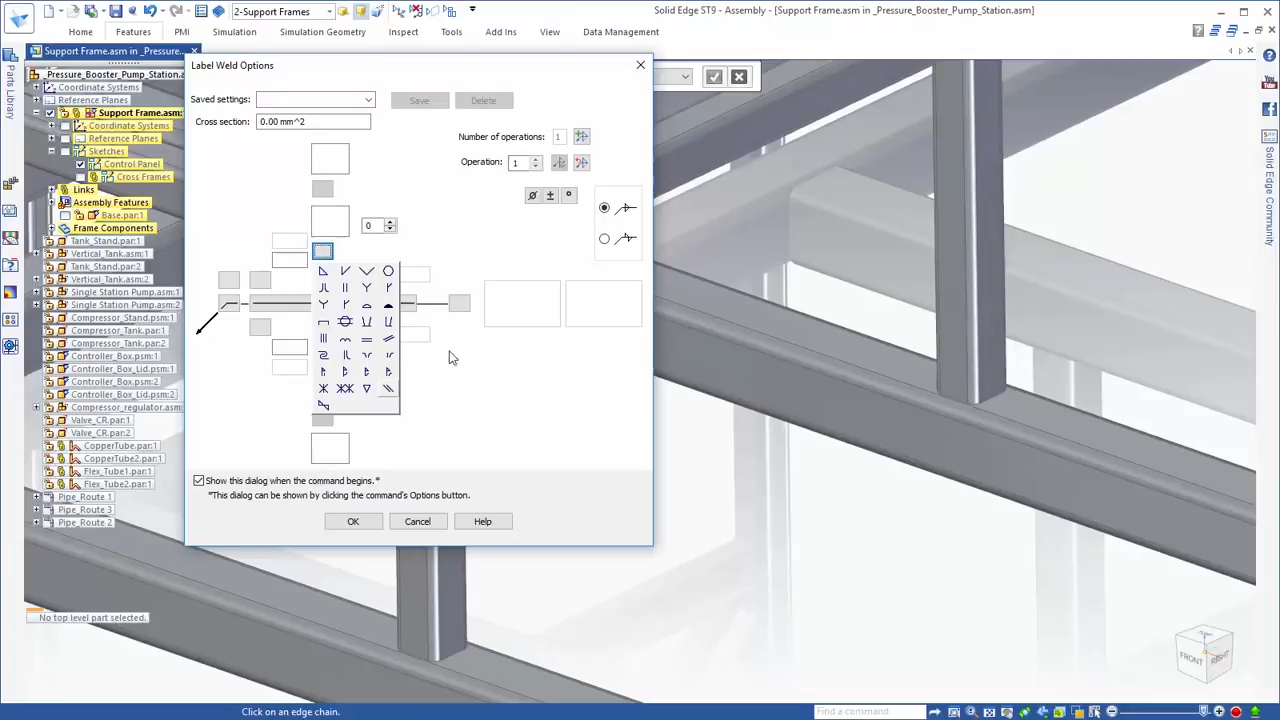 2-Support Frames
Solid Edge ST9 - Assembly - [Support Frame.asm in _Pressure_Booster_Pump_Station.asm]
Home
Features
PMI
Simulation
Simulation Geometry
Inspect
Tools
Add Ins
View
Data Management
Support Frame.asm in _Pressure...
Parts Library
_Pressure_Booster_Pump_Station.a
Coordinate Systems
Reference Planes
Support Frame.asm:
Coordinate Systems
Reference Planes
Sketches
Control Panel
Cross Frames
Links
Assembly Features
Base.par:1
Frame Components
Tank_Stand.par:1
Vertical_Tank.asm:1
Tank_Stand.par:2
Vertical_Tank.asm:2
Single Station Pump.asm:1
Single Station Pump.asm:2
Compressor_Stand.psm:1
Compressor_Tank.par:1
Compressor_Tank.par:2
Controller_Box.psm:1
Controller_Box_Lid.psm:1
Controller_Box.psm:2
Controller_Box_Lid.psm:2
Compressor_regulator.asm:
Valve_CR.par:1
Valve_CR.par:2
CopperTube.par:1
CopperTube2.par:1
Flex_Tube1.par:1
Flex_Tube2.par:1
Pipe_Route 1
Pipe_Route 3
Pipe_Route 2
No top level part selected.
Label Weld Options
Saved settings:
Save
Delete
Cross section:
0.00 mm^2
Number of operations:
1
Operation:
1
0
Show this dialog when the command begins.*
*This dialog can be shown by clicking the command's Options button.
OK
Cancel
Help
You
Tube
Solid Edge Community
FRONT
RIGHT
Click on an edge chain.
Find a command